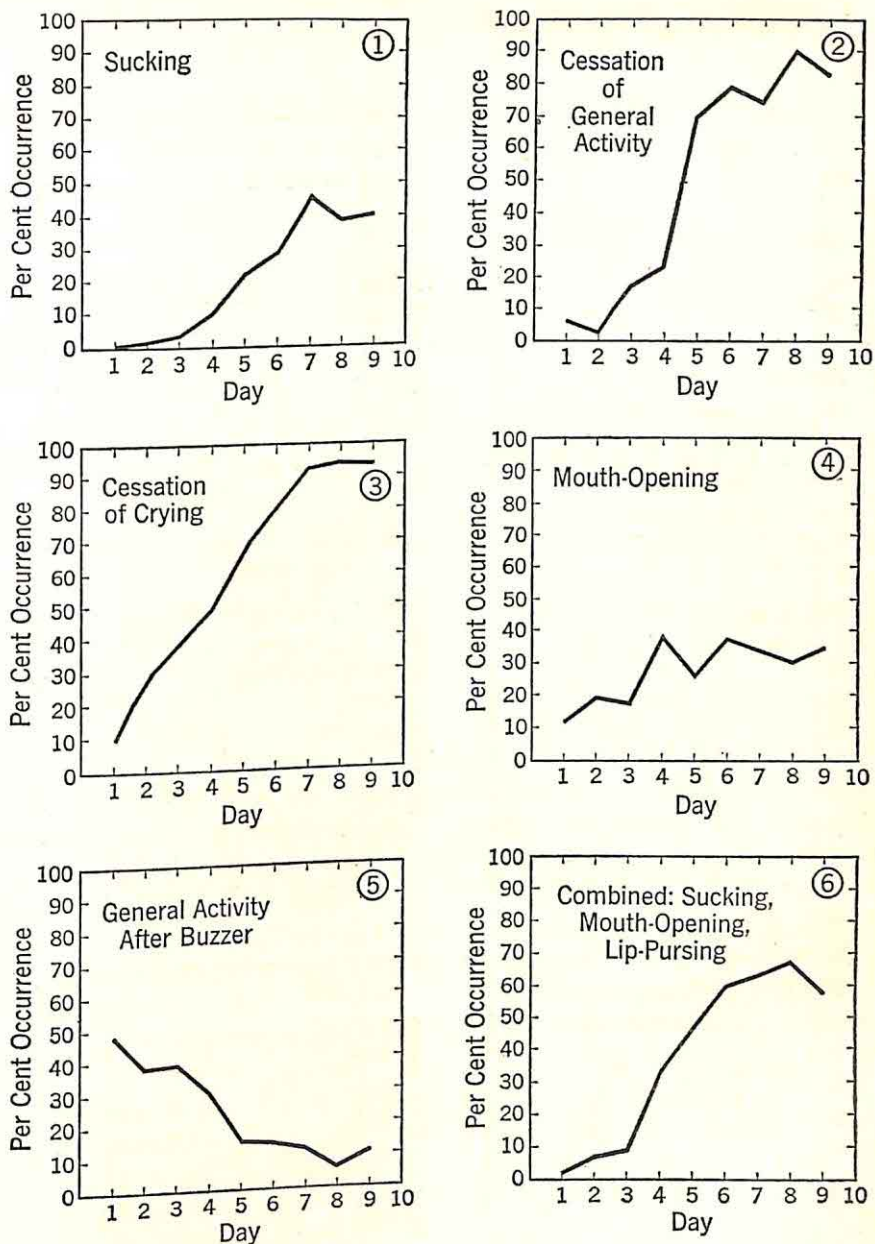 ①
Sucking
Per Cent Occurrence
100
90
80
70
60
50
40
30
20
10
0
1 2 3 4 5 6 7 8 9 10
Day
②
Cessation
of
General
Activity
Per Cent Occurrence
100
90
80
70
60
50
40
30
20
10
0
1 2 3 4 5 6 7 8 9 10
Day
③
Cessation
of Crying
Per Cent Occurrence
100
90
80
70
60
50
40
30
20
10
0
1 2 3 4 5 6 7 8 9 10
Day
④
Mouth-Opening
Per Cent Occurrence
100
90
80
70
60
50
40
30
20
10
0
1 2 3 4 5 6 7 8 9 10
Day
⑤
General Activity
After Buzzer
Per Cent Occurrence
100
90
80
70
60
50
40
30
20
10
0
1 2 3 4 5 6 7 8 9 10
Day
⑥
Combined: Sucking,
Mouth-Opening,
Lip-Pursing
Per Cent Occurrence
100
90
80
70
60
50
40
30
20
10
0
1 2 3 4 5 6 7 8 9 10
Day